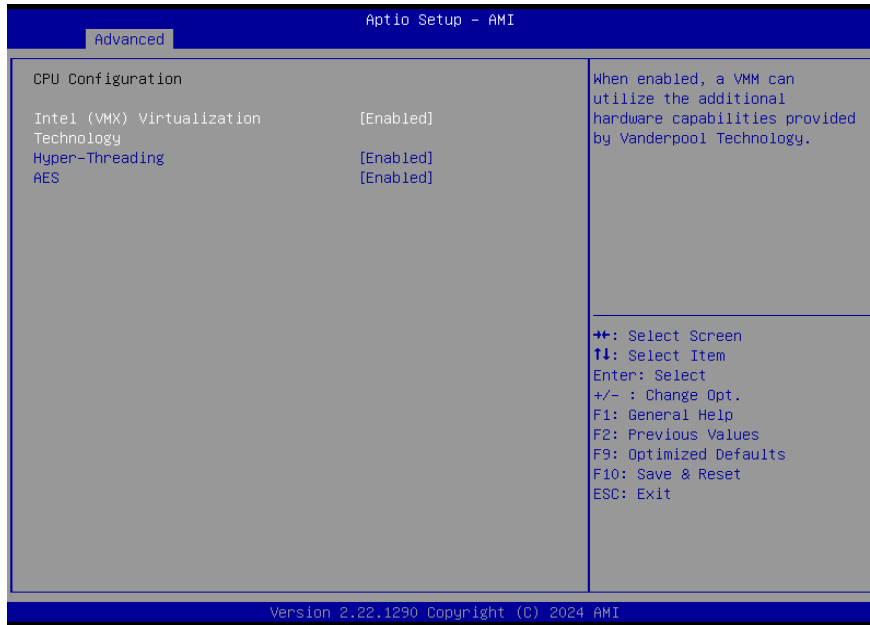 Aptio Setup – AMI
Advanced
CPU Configuration
Intel (VMX) Virtualization [Enabled]
Technology
Hyper-Threading [Enabled]
AES [Enabled]
When enabled, a VMM can
utilize the additional
hardware capabilities provided
by Vanderpool Technology.
→←: Select Screen
↑↓: Select Item
Enter: Select
+/- : Change Opt.
F1: General Help
F2: Previous Values
F9: Optimized Defaults
F10: Save & Reset
ESC: Exit
Version 2.22.1290 Copyright (C) 2024 AMI